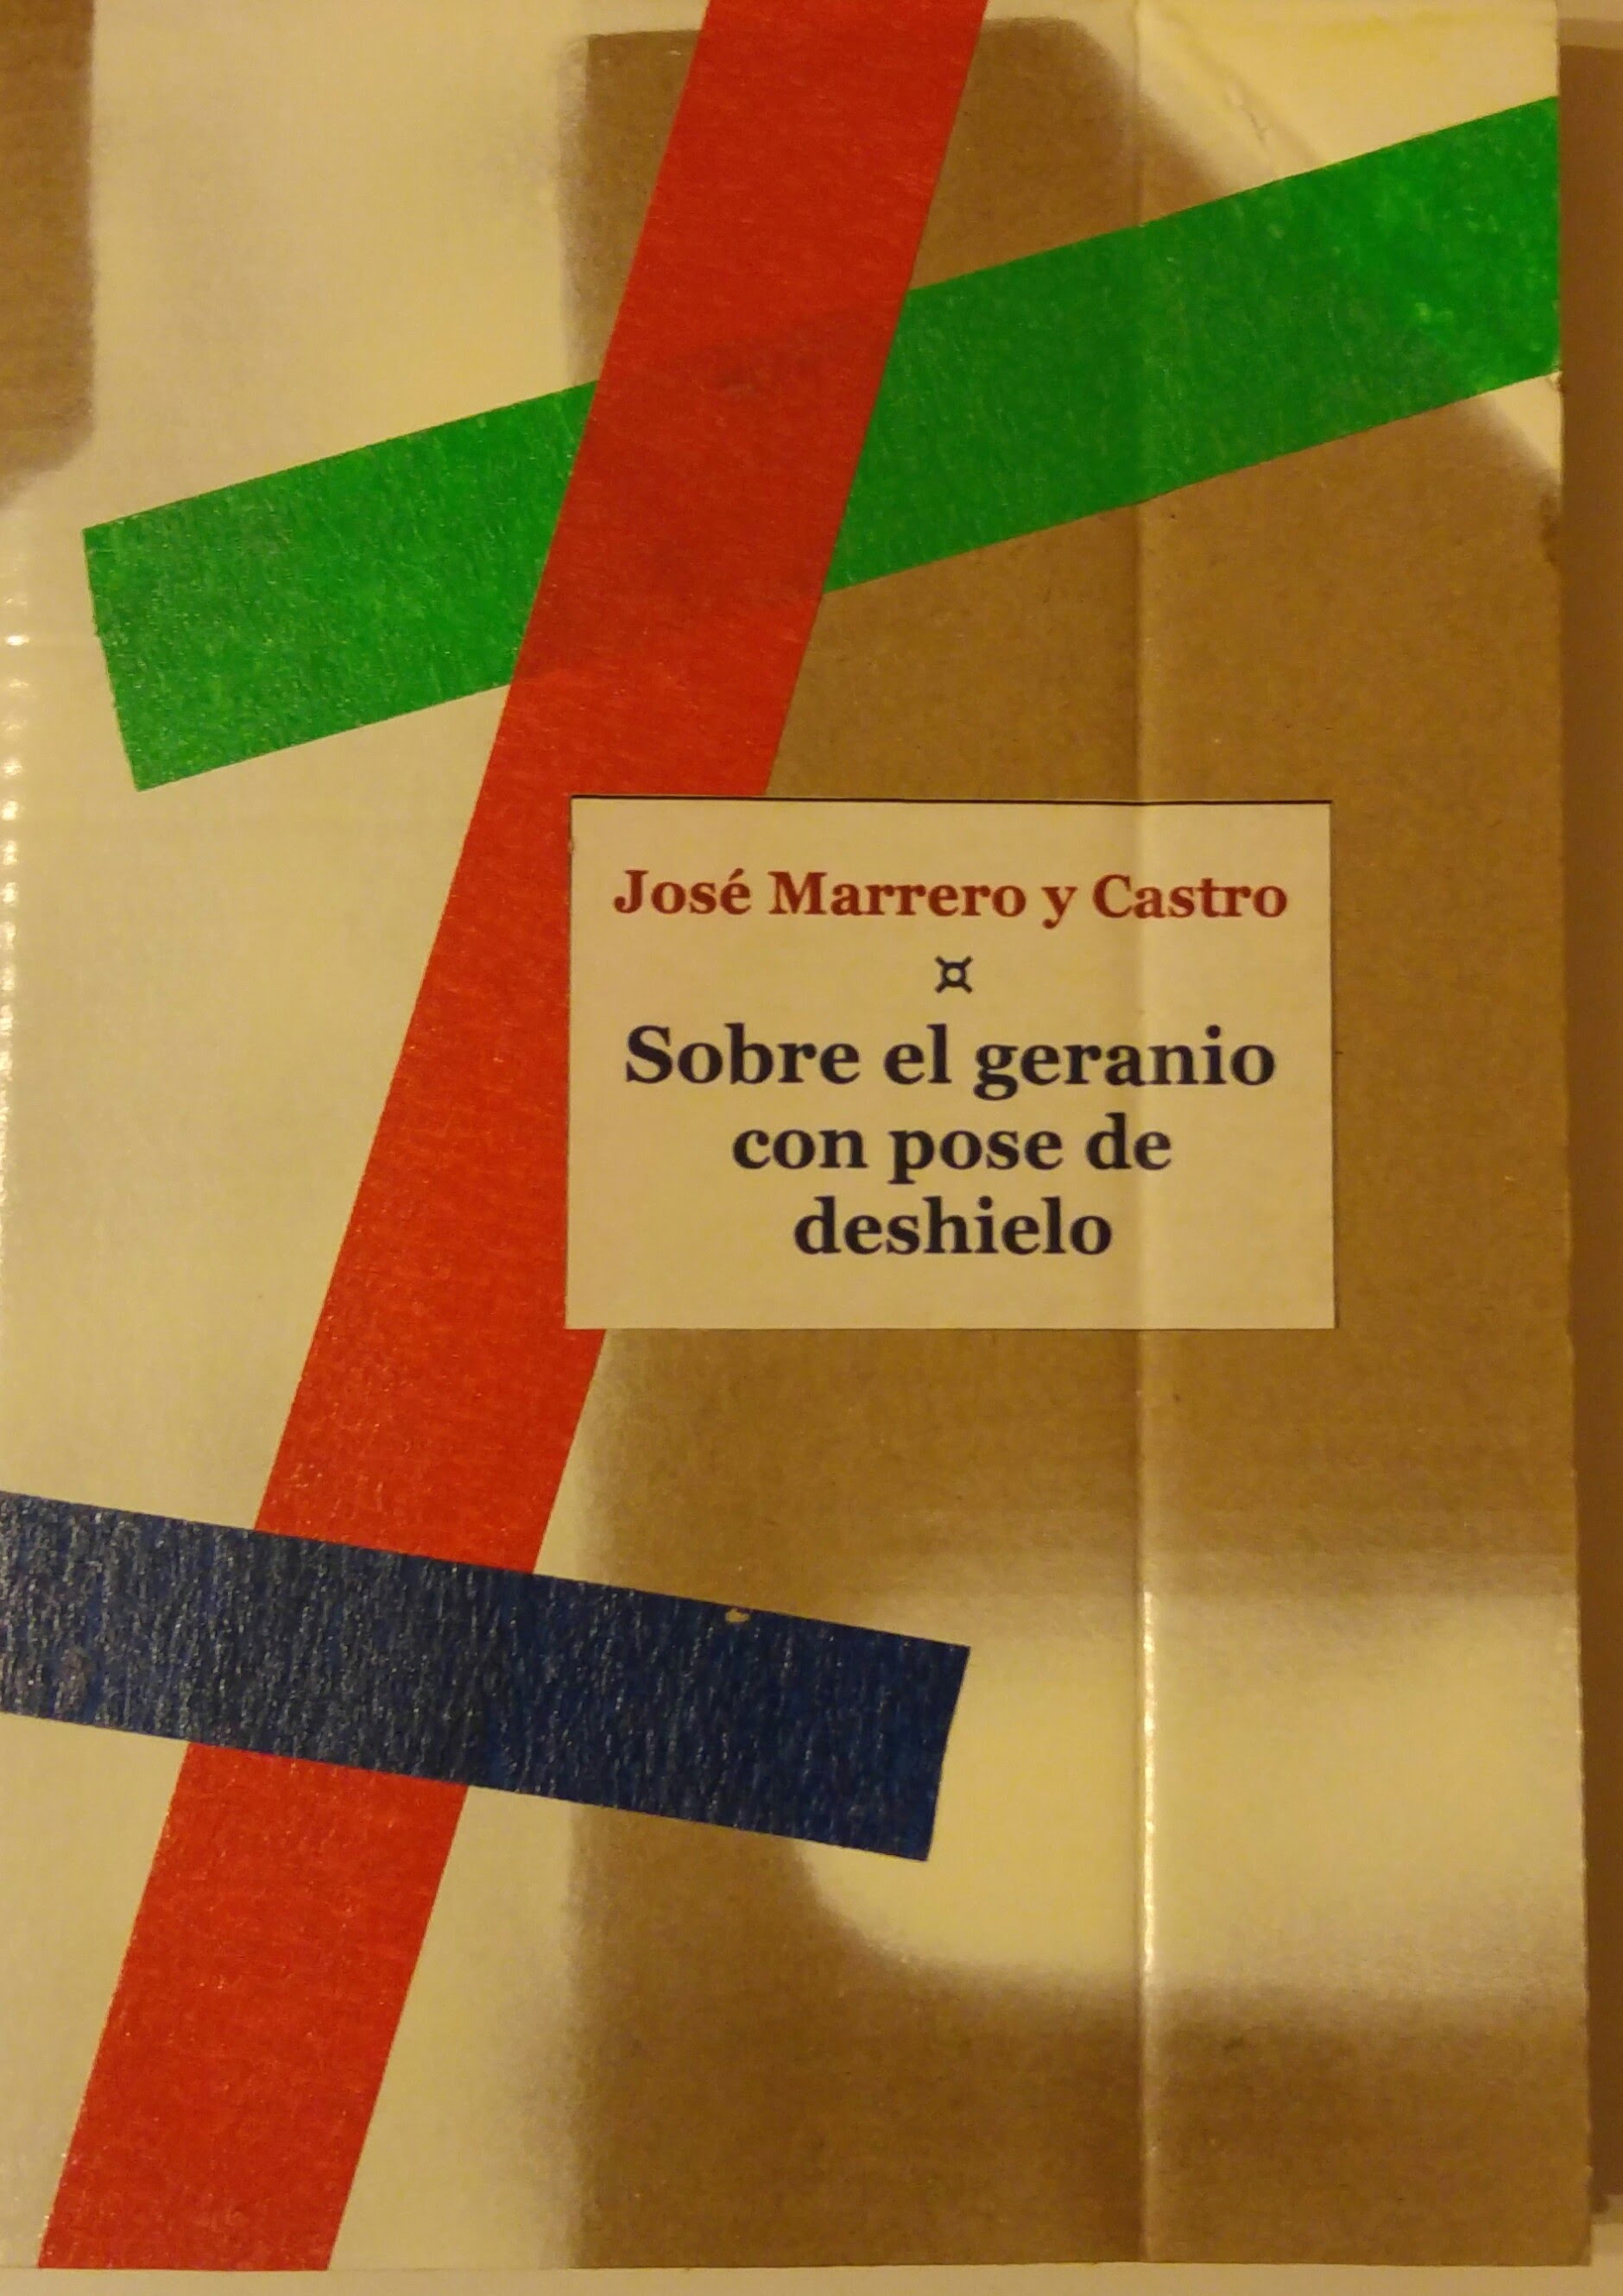 José Marrero y Castro
¤
Sobre el geranio
con pose de
deshielo